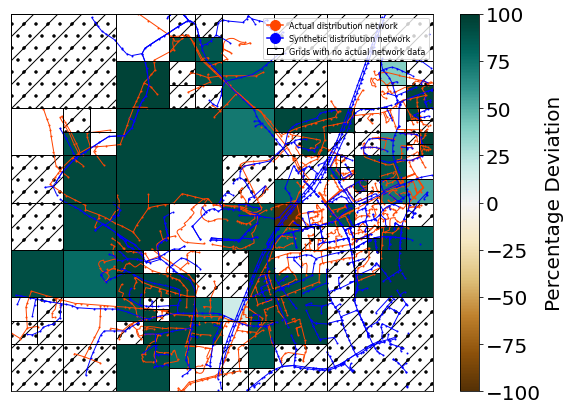 Actual distribution network
Synthetic distribution network
Grids with no actual network data
100
75
50
25
0
−25
−50
−75
−100
Percentage Deviation